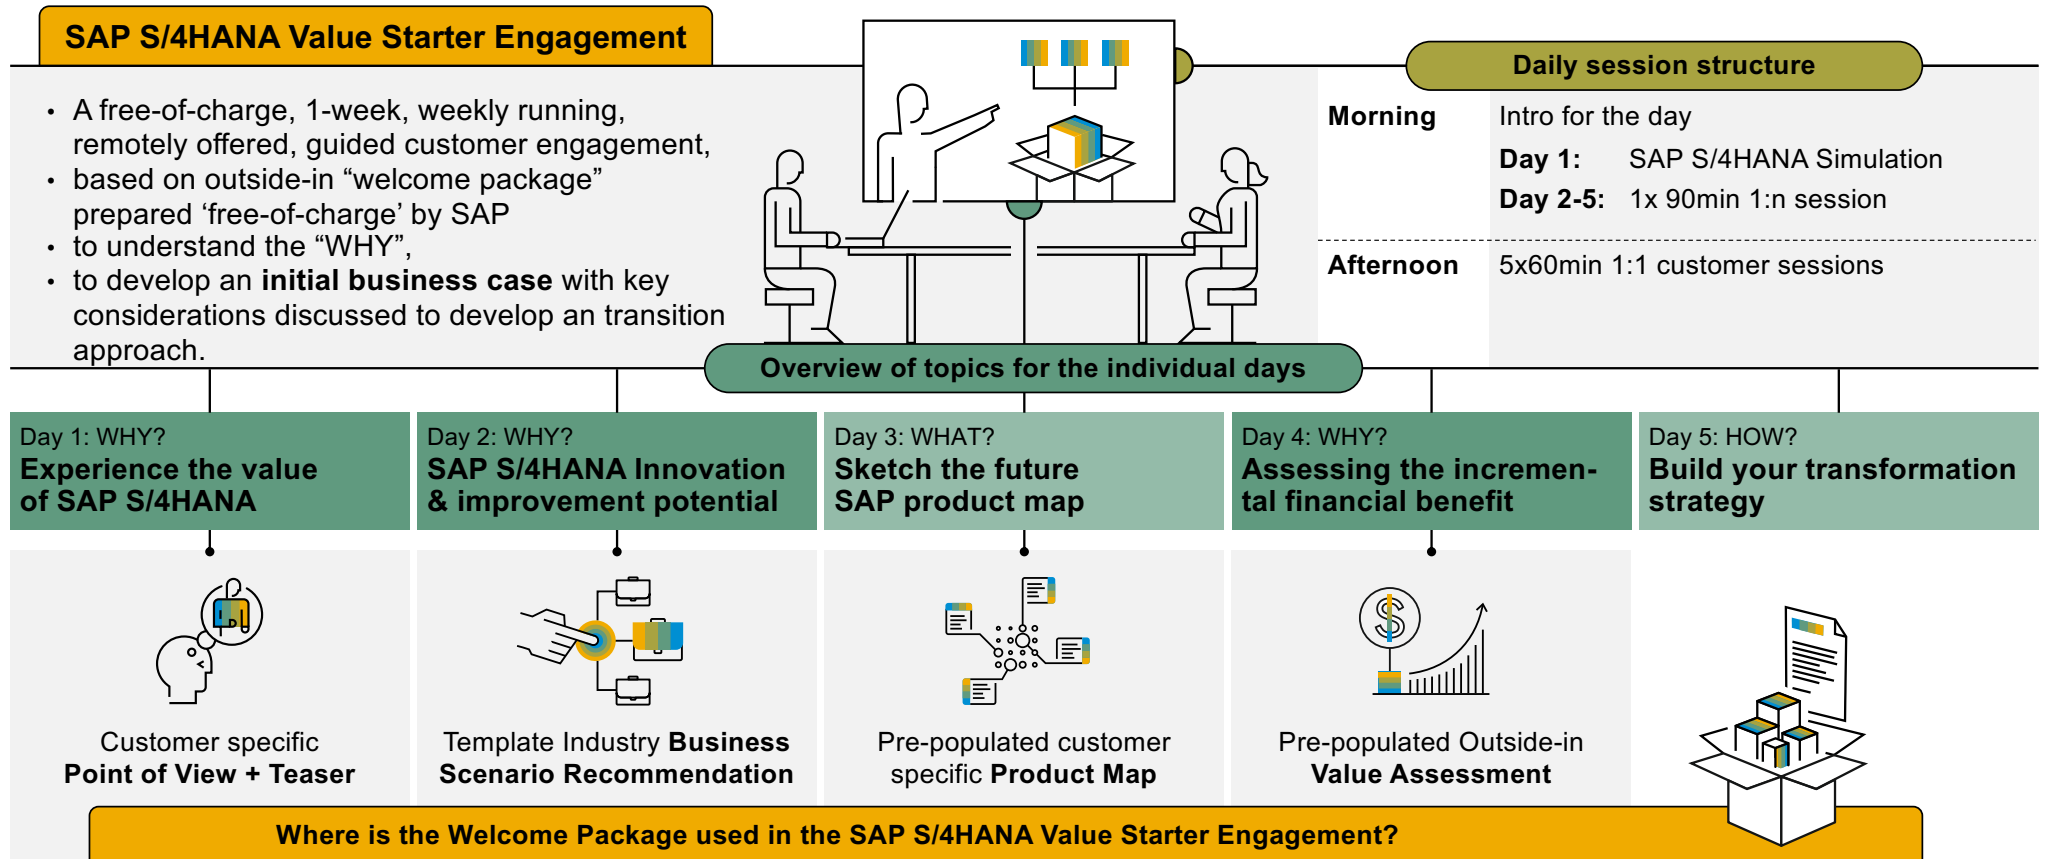 SAP S/4HANA Value Starter Engagement
• A free-of-charge, 1-week, weekly running,
remotely offered, guided customer engagement,
• based on outside-in “welcome package”
prepared ‘free-of-charge’ by SAP
• to understand the “WHY”,
• to develop an initial business case with key
considerations discussed to develop an transition
approach.
Daily session structure
Morning
Intro for the day
Day 1: SAP S/4HANA Simulation
Day 2-5: 1x 90min 1:n session
Afternoon
5x60min 1:1 customer sessions
Overview of topics for the individual days
Day 1: WHY?
Experience the value
of SAP S/4HANA
Day 2: WHY?
SAP S/4HANA Innovation
& improvement potential
Day 3: WHAT?
Sketch the future
SAP product map
Day 4: WHY?
Assessing the incremen-
tal financial benefit
Day 5: HOW?
Build your transformation
strategy
Customer specific
Point of View + Teaser
Template Industry Business
Scenario Recommendation
Pre-populated customer
specific Product Map
$
Pre-populated Outside-in
Value Assessment
Where is the Welcome Package used in the SAP S/4HANA Value Starter Engagement?